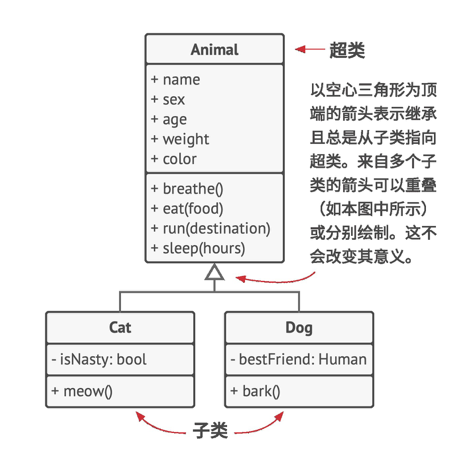 Animal
+ name
+ sex
+ age
+ weight
+ color
+ breathe()
+ eat(food)
+ run(destination)
+ sleep(hours)
超类
以空心三角形为顶
端的箭头表示继承
且总是从子类指向
超类。来自多个子
类的箭头可以重叠
（如本图中所示）
或分别绘制。这不
会改变其意义。
Cat
- isNasty: bool
+ meow()
Dog
- bestFriend: Human
+ bark()
子类